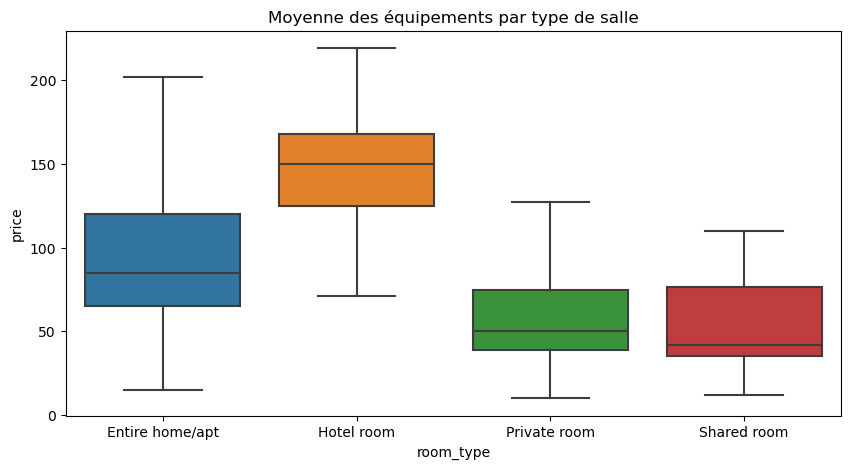 Moyenne des équipements par type de salle
price
200
150
100
50
0
Entire home/apt
Hotel room
Private room
Shared room
room_type